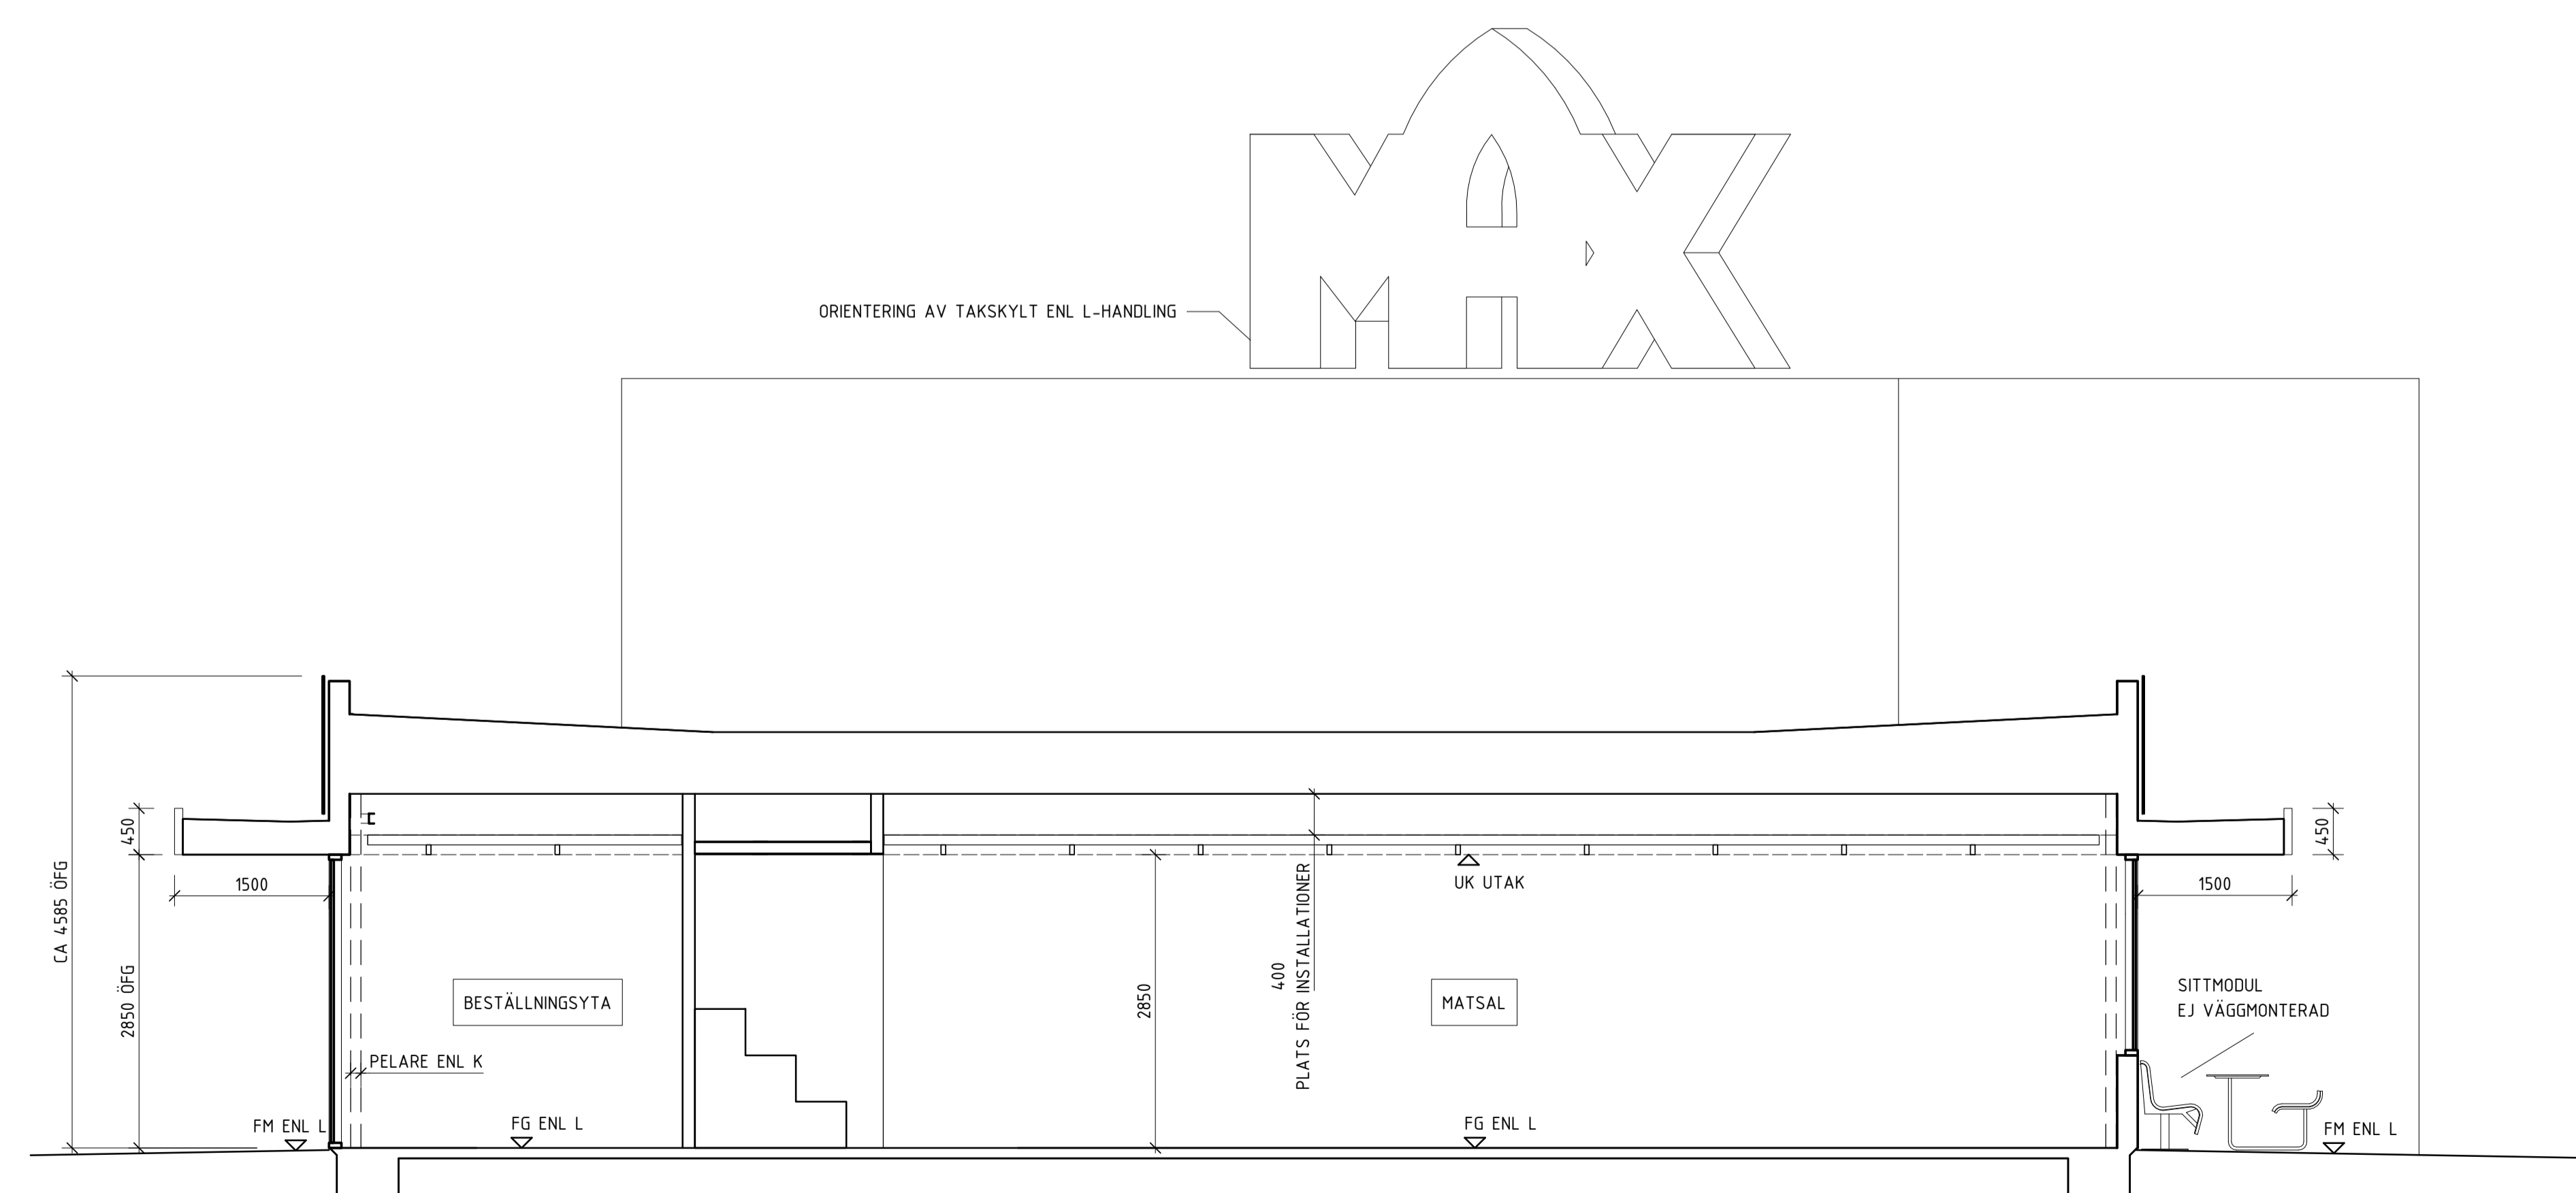 MAX
ORIENTERING AV TAKSKYLT ENL L-HANDLING
CA 4585 ÖFG
450
2850 ÖFG
1500
450
1500
UK UTAK
400
PLATS FÖR INSTALLATIONER
2850
BESTÄLLNINGSYTA
MATSAL
SITTMODUL
EJ VÄGGMONTERAD
PELARE ENL K
FM ENL L
FG ENL L
FG ENL L
FM ENL L